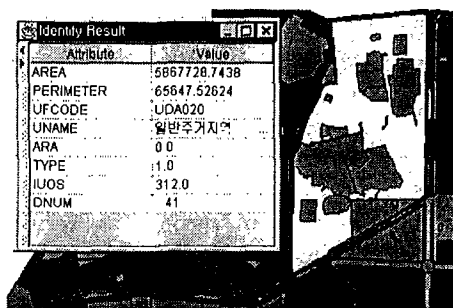 Identify Result
Attribute Value
AREA 5867728.7438
PERIMETER 65647.52624
UFCODE UDA020
UNAME 일반주거지역
ARA 0.0
TYPE 1.0
IUOS 312.0
DNUM 41